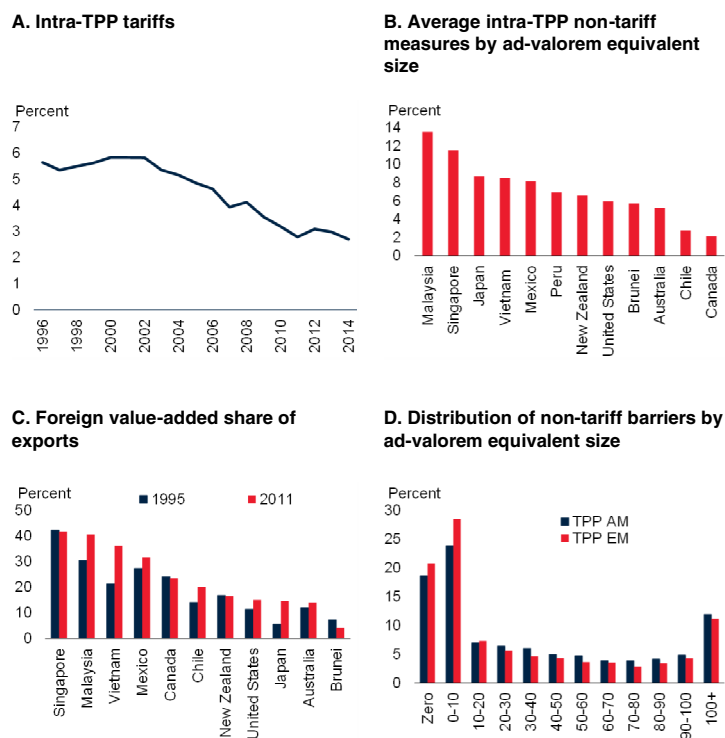 A. Intra-TPP tariffs
Percent
7
6
5
4
3
2
1
0
1996
1998
2000
2002
2004
2006
2008
2010
2012
2014
B. Average intra-TPP non-tariff
measures by ad-valorem equivalent
size
Percent
14
12
10
8
6
4
2
0
Malaysia
Singapore
Japan
Vietnam
Mexico
Peru
New Zealand
United States
Brunei
Australia
Chile
Canada
C. Foreign value-added share of
exports
Percent
1995
2011
50
40
30
20
10
0
Singapore
Malaysia
Vietnam
Mexico
Canada
Chile
New Zealand
United States
Japan
Australia
Brunei
D. Distribution of non-tariff barriers by
ad-valorem equivalent size
Percent
TPP AM
TPP EM
30
25
20
15
10
5
0
Zero
0-10
10-20
20-30
30-40
40-50
50-60
60-70
70-80
80-90
90-100
100+